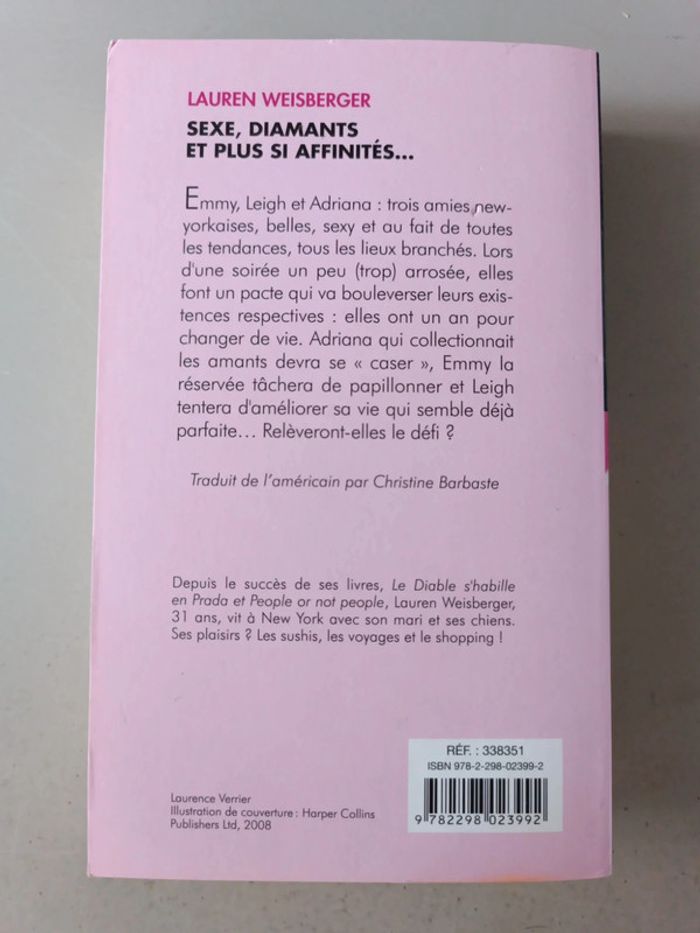 LAUREN WEISBERGER
SEXE, DIAMANTS
ET PLUS SI AFFINITÉS...
Emmy, Leigh et Adriana : trois amies new-
yorkaises, belles, sexy et au fait de toutes
les tendances, tous les lieux branchés. Lors
d'une soirée un peu (trop) arrosée, elles
font un pacte qui va bouleverser leurs exis-
tences respectives : elles ont un an pour
changer de vie. Adriana qui collectionnait
les amants devra se « caser », Emmy la
réservée tâchera de papillonner et Leigh
tentera d'améliorer sa vie qui semble déjà
parfaite... Relèveront-elles le défi ?
Traduit de l'américain par Christine Barbaste
Depuis le succès de ses livres, Le Diable s'habille
en Prada et People or not people, Lauren Weisberger,
31 ans, vit à New York avec son mari et ses chiens.
Ses plaisirs ? Les sushis, les voyages et le shopping !
RÉF. : 338351
ISBN 978-2-298-02399-2
9 782298 023992
Laurence Verrier
Illustration de couverture : Harper Collins
Publishers Ltd, 2008